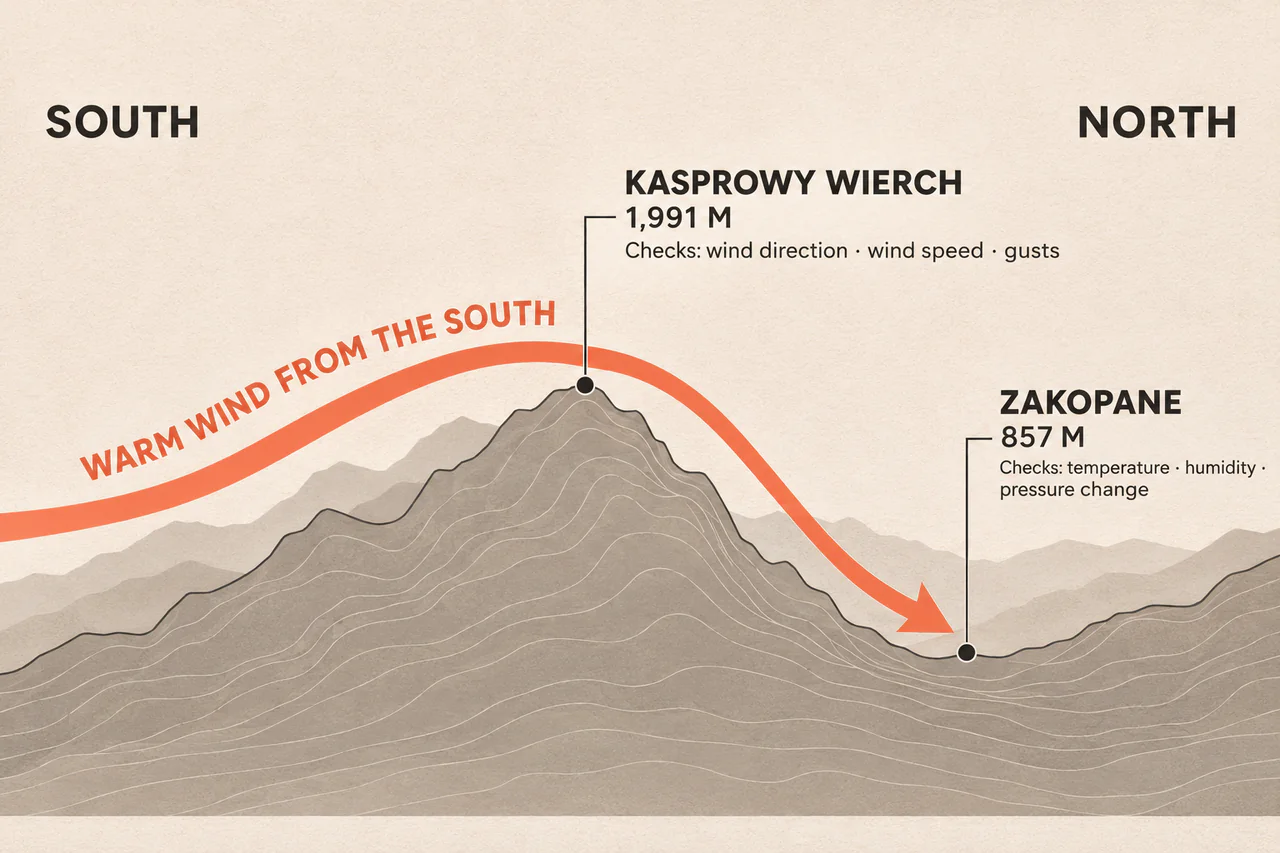 SOUTH
NORTH
KASPROWY WIERCH
1,991 M
Checks: wind direction · wind speed · gusts
WARM WIND FROM THE SOUTH
ZAKOPANE
857 M
Checks: temperature · humidity ·
pressure change